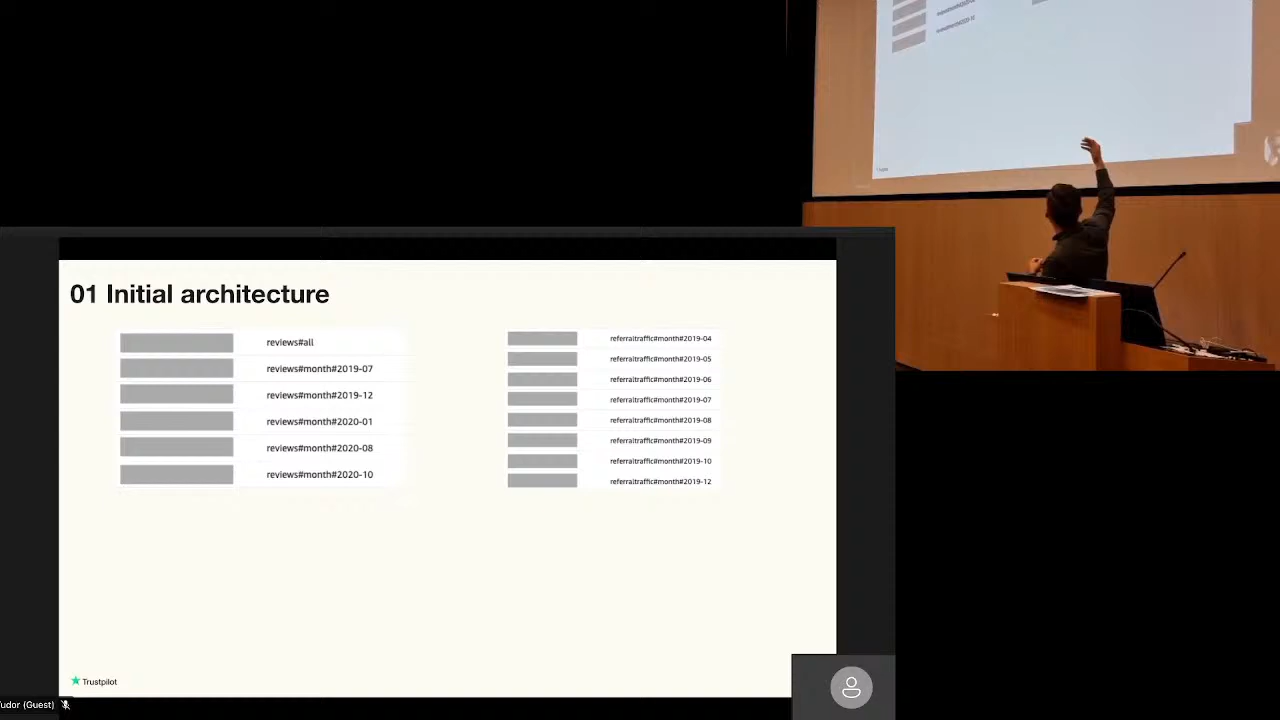 01 Initial architecture
reviews#all
reviews#month#2019-07
reviews#month#2019-12
reviews#month#2020-01
reviews#month#2020-08
reviews#month#2020-10
referraltraffic#month#2019-04
referraltraffic#month#2019-05
referraltraffic#month#2019-06
referraltraffic#month#2019-07
referraltraffic#month#2019-08
referraltraffic#month#2019-09
referraltraffic#month#2019-10
referraltraffic#month#2019-12
Trustpilot
Tudor (Guest)